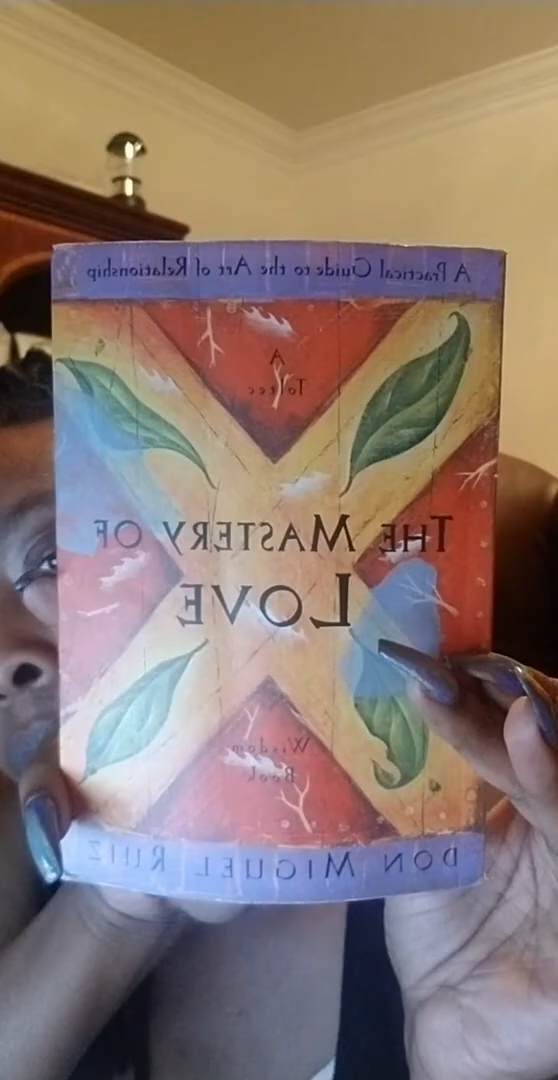 A Practical Guide to the Art of Relationship
A
Toltec
THE MASTERY OF
LOVE
Wisdom
Book
DON MIGUEL RUIZ